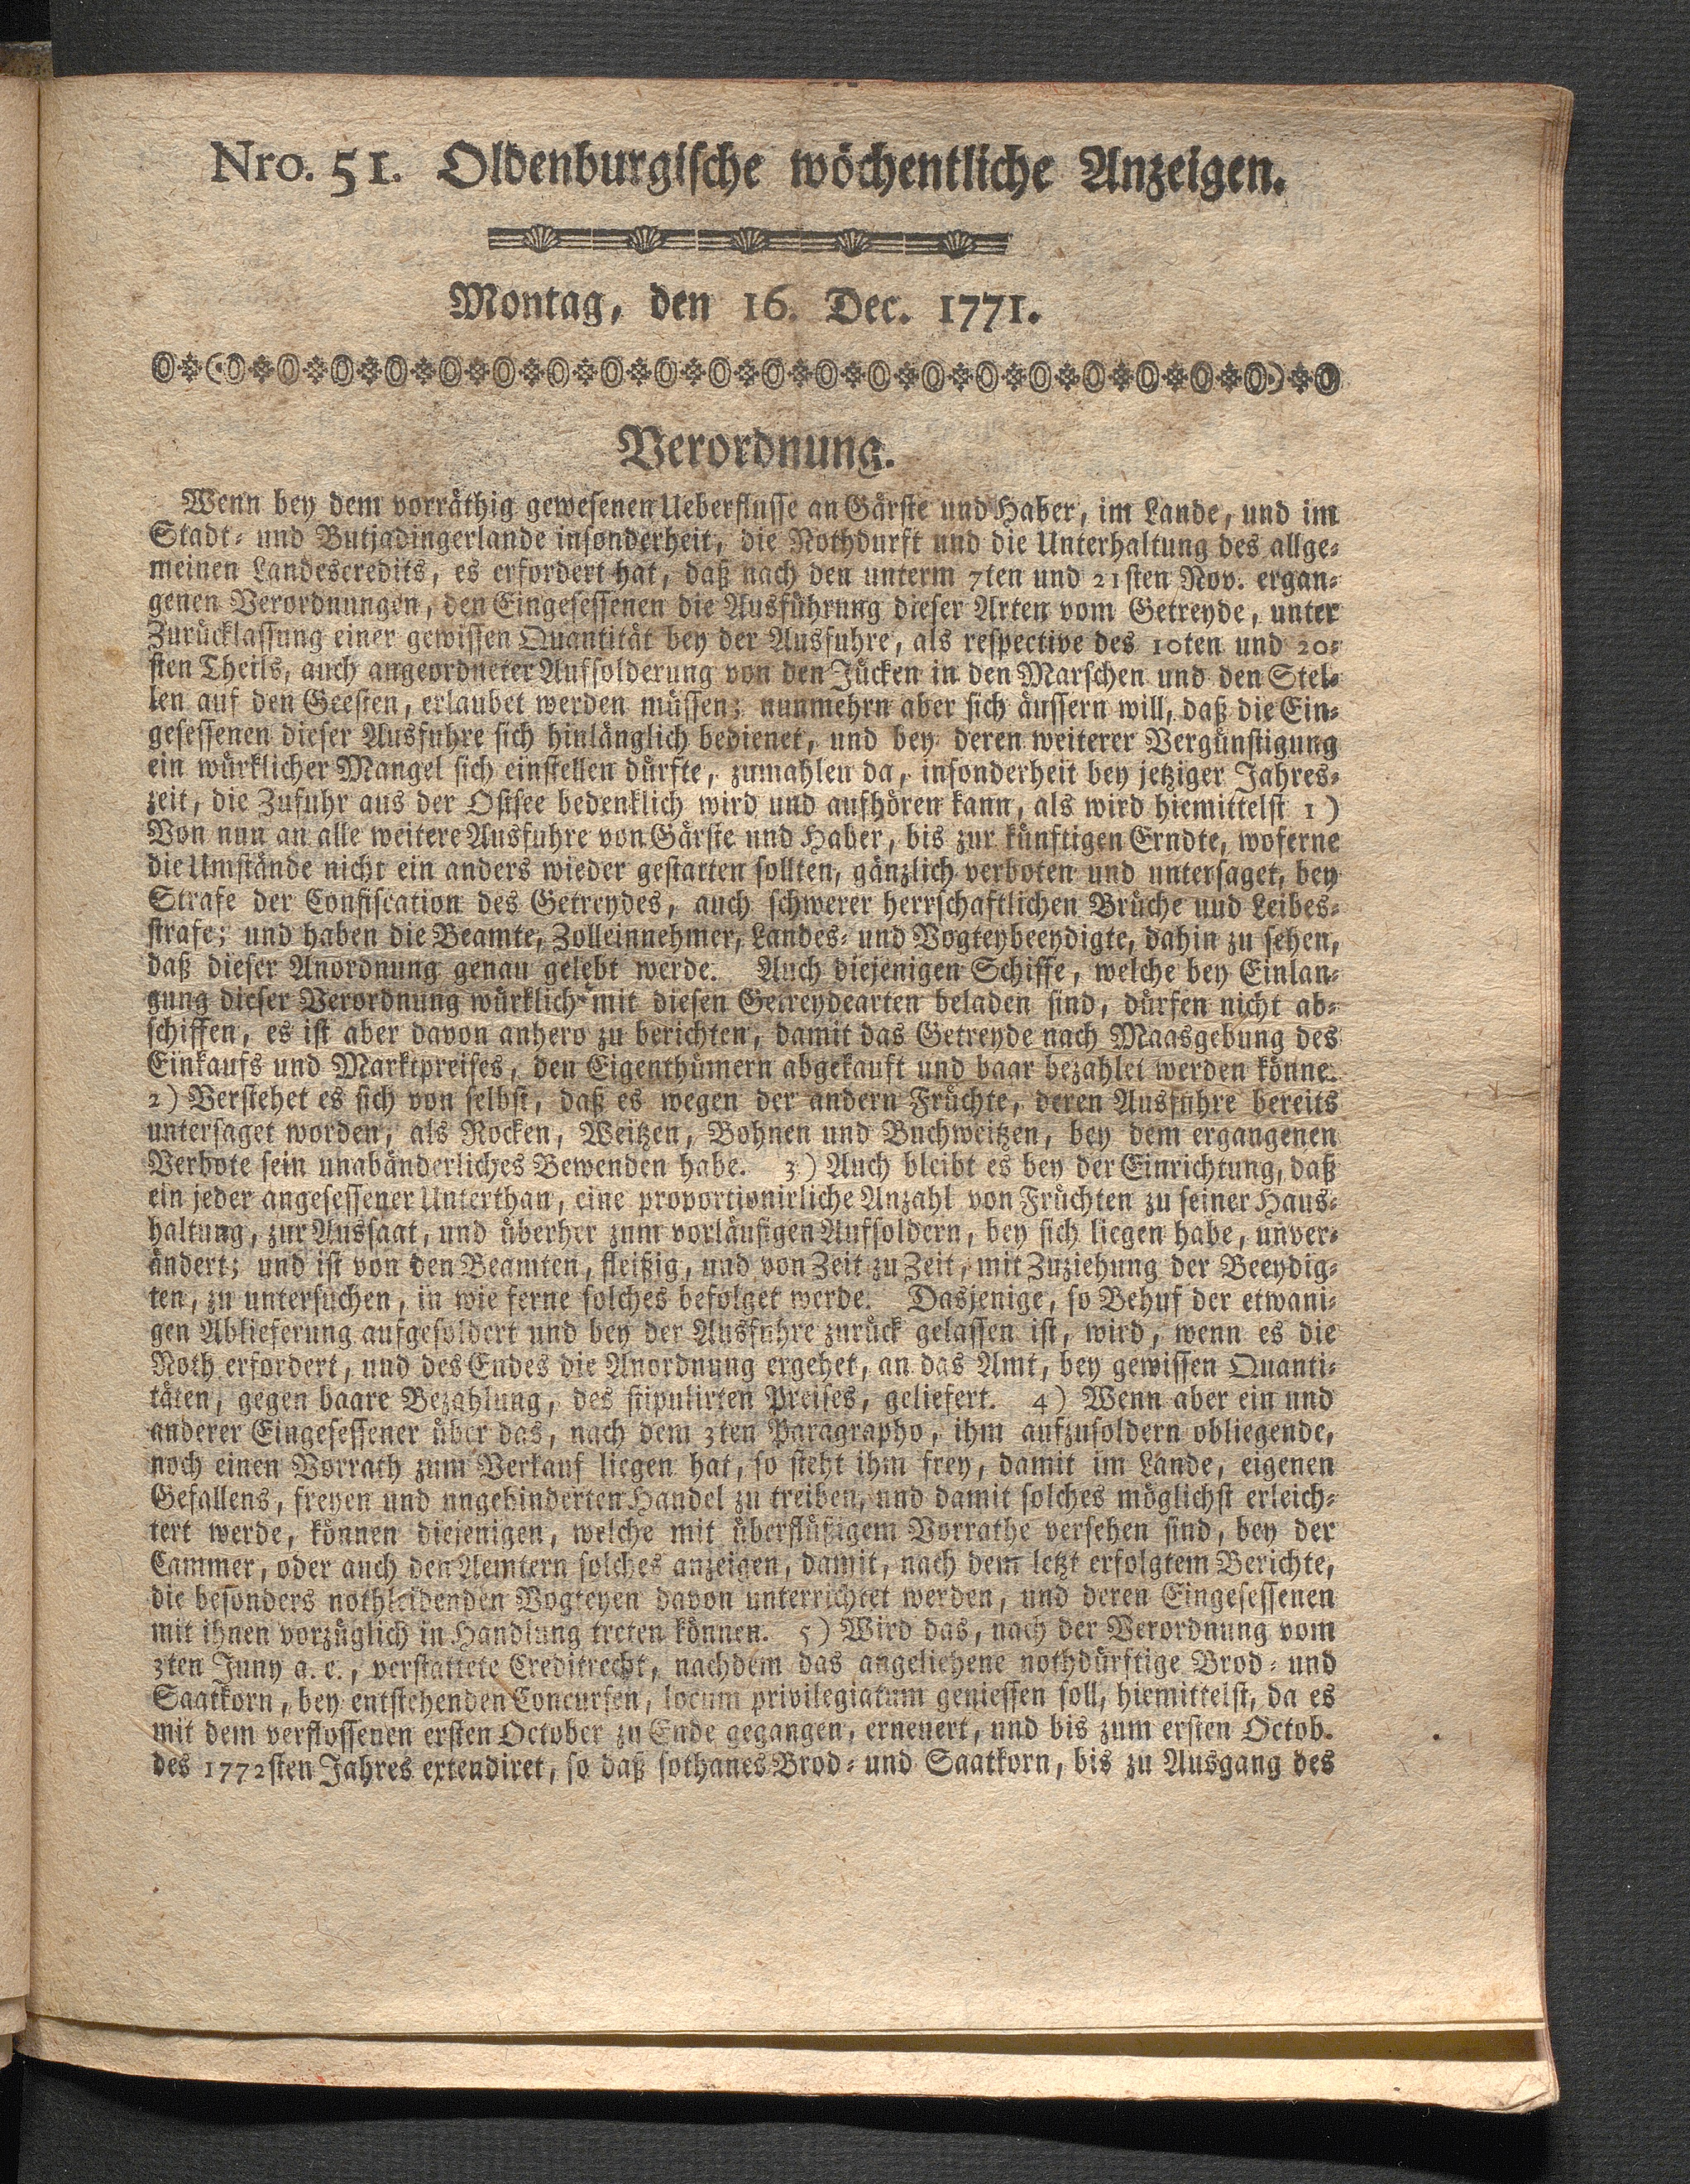 Nro. 51. Oldenburgische wöchentliche Anzeigen.
Montag, den 16. Dec. 1771.
Verordnung.
Wenn bey dem vorräthig gewesenen Ueberflusse an Gärste und Haber, im Lande, und im
Stadt- und Butjadingerlande insonderheit, die Nothdurft und die Unterhaltung des allge-
meinen Landescredits, es erfordert hat, daß nach den unterm 7ten und 21sten Nov. ergan-
genen Verordnungen, den Eingesessenen die Ausführung dieser Arten vom Getreyde, unter
Zurücklassung einer gewissen Quantität bey der Ausfuhre, als respective des 10ten und 20-
sten Theils, auch angeordneter Aufsolderung von den Jücken in den Marschen und den Stel-
len auf den Geesten, erlaubet werden müssen; nunmehrn aber sich äussern will, daß die Ein-
gesessenen dieser Ausfuhre sich hinlänglich bedienet, und bey deren weiterer Vergünstigung
ein würklicher Mangel sich einstellen dürfte, zumahlen da, insonderheit bey jetziger Jahres-
zeit, die Zufuhr aus der Ostsee bedenklich wird und aufhören kann, als wird hiemittelst 1)
Von nun an alle weitere Ausfuhre von Gärste und Haber, bis zur künftigen Erndte, woferne
die Umstände nicht ein anders wieder gestarten sollten, gänzlich verboten und untersaget, bey
Strafe der Confiscation des Getreydes, auch schwerer herrschaftlichen Brüche und Leibes-
strafe; und haben die Beamte, Zolleinnehmer, Landes- und Vogteybeeydigte, dahin zu sehen,
daß dieser Anordnung genau gelebt werde. Auch diejenigen Schiffe, welche bey Einlan-
gung dieser Verordnung würklich mit diesen Getreydearten beladen sind, dürfen nicht ab-
schiffen, es ist aber davon anhero zu berichten, damit das Getreyde nach Maasgebung des
Einkaufs und Marktpreises, den Eigenthümern abgekauft und baar bezahlet werden könne.
2) Verstehet es sich von selbst, daß es wegen der andern Früchte, deren Ausfuhre bereits
untersaget worden, als Rocken, Weitzen, Bohnen und Buchweitzen, bey dem ergangenen
Verbote sein unabänderliches Bewenden habe. 3) Auch bleibt es bey der Einrichtung, daß
ein jeder angesessener Unterthan, eine proportionirliche Anzahl von Früchten zu seiner Haus-
haltung, zur Aussaat, und überher zum vorläufigen Aufsoldern, bey sich liegen habe, unver-
ändert; und ist von den Beamten, fleißig, und von Zeit zu Zeit, mit Zuziehung der Beeydig-
ten, zu untersuchen, in wie ferne solches befolget werde. Dasjenige, so Behuf der etwani-
gen Ablieferung aufgesoldert und bey der Ausfuhre zurück gelassen ist, wird, wenn es die
Noth erfordert, und des Endes die Anordnung ergehet, an das Amt, bey gewissen Quanti-
täten, gegen baare Bezahlung, des stipulirten Preises, geliefert. 4) Wenn aber ein und
anderer Eingesessener über das, nach dem 3ten Paragrapho, ihm aufzusoldern obliegende,
noch einen Vorrath zum Verkauf liegen hat, so steht ihm frey, damit im Lande, eigenen
Gefallens, freyen und ungehinderten Handel zu treiben, und damit solches möglichst erleich-
tert werde, können diejenigen, welche mit überflüßigem Vorrathe versehen sind, bey der
Cammer, oder auch den Aemtern solches anzeigen, damit, nach dem letzt erfolgtem Berichte,
die besonders nothleidenden Vogteyen davon unterrichtet werden, und deren Eingesessenen
mit ihnen vorzüglich in Handlung treten können. 5) Wird das, nach der Verordnung vom
3ten Juny a. c., verstattete Creditrecht, nachdem das angeliehene nothdürftige Brod- und
Saatkorn, bey entstehenden Concursen, locum privilegiatum geniessen soll, hiemittelst, da es
mit dem verflossenen ersten October zu Ende gegangen, erneuert, und bis zum ersten Octob.
des 1772sten Jahres extendiret, so daß sothanes Brod- und Saatkorn, bis zu Ausgang des